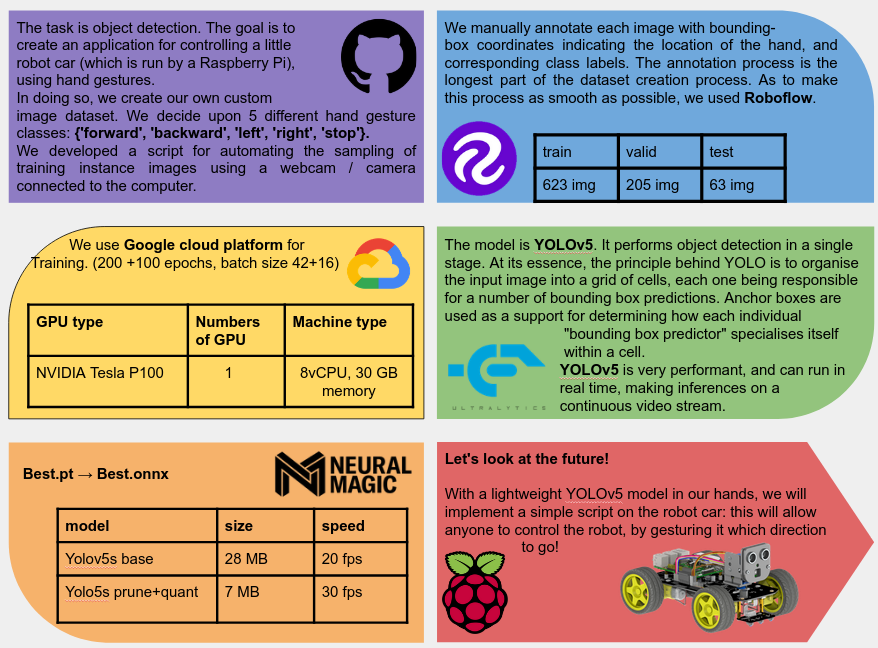 The task is object detection. The goal is to
create an application for controlling a little
robot car (which is run by a Raspberry Pi),
using hand gestures.
In doing so, we create our own custom
image dataset. We decide upon 5 different hand gesture
classes: {'forward', 'backward', 'left', 'right', 'stop'}.
We developed a script for automating the sampling of
training instance images using a webcam / camera
connected to the computer.
We manually annotate each image with bounding-
box coordinates indicating the location of the hand, and
corresponding class labels. The annotation process is the
longest part of the dataset creation process. As to make
this process as smooth as possible, we used Roboflow.
train valid test
623 img 205 img 63 img
We use Google cloud platform for
Training. (200 +100 epochs, batch size 42+16)
GPU type Numbers of GPU Machine type
NVIDIA Tesla P100 1 8vCPU, 30 GB memory
The model is YOLOv5. It performs object detection in a single
stage. At its essence, the principle behind YOLO is to organise
the input image into a grid of cells, each one being responsible
for a number of bounding box predictions. Anchor boxes are
used as a support for determining how each individual
"bounding box predictor" specialises itself
within a cell.
YOLOv5 is very performant, and can run in
real time, making inferences on a
continuous video stream.
ULTRALYTICS
Best.pt → Best.onnx
NEURAL
MAGIC
model size speed
Yolov5s base 28 MB 20 fps
Yolo5s prune+quant 7 MB 30 fps
Let's look at the future!
With a lightweight YOLOv5 model in our hands, we will
implement a simple script on the robot car: this will allow
anyone to control the robot, by gesturing it which direction
to go!